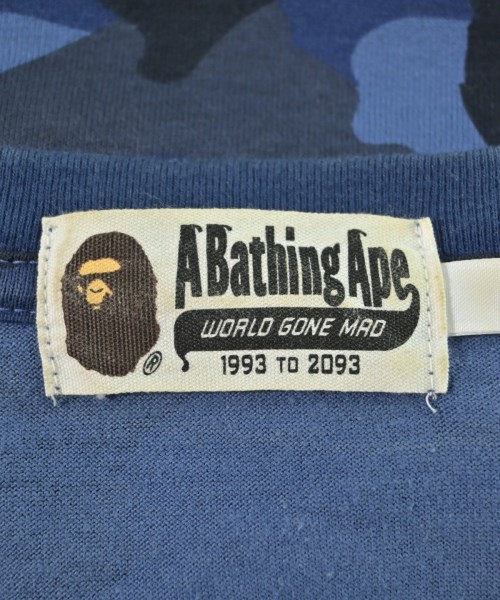 A Bathing Ape
WORLD GONE MAD
1993 TO 2093
®